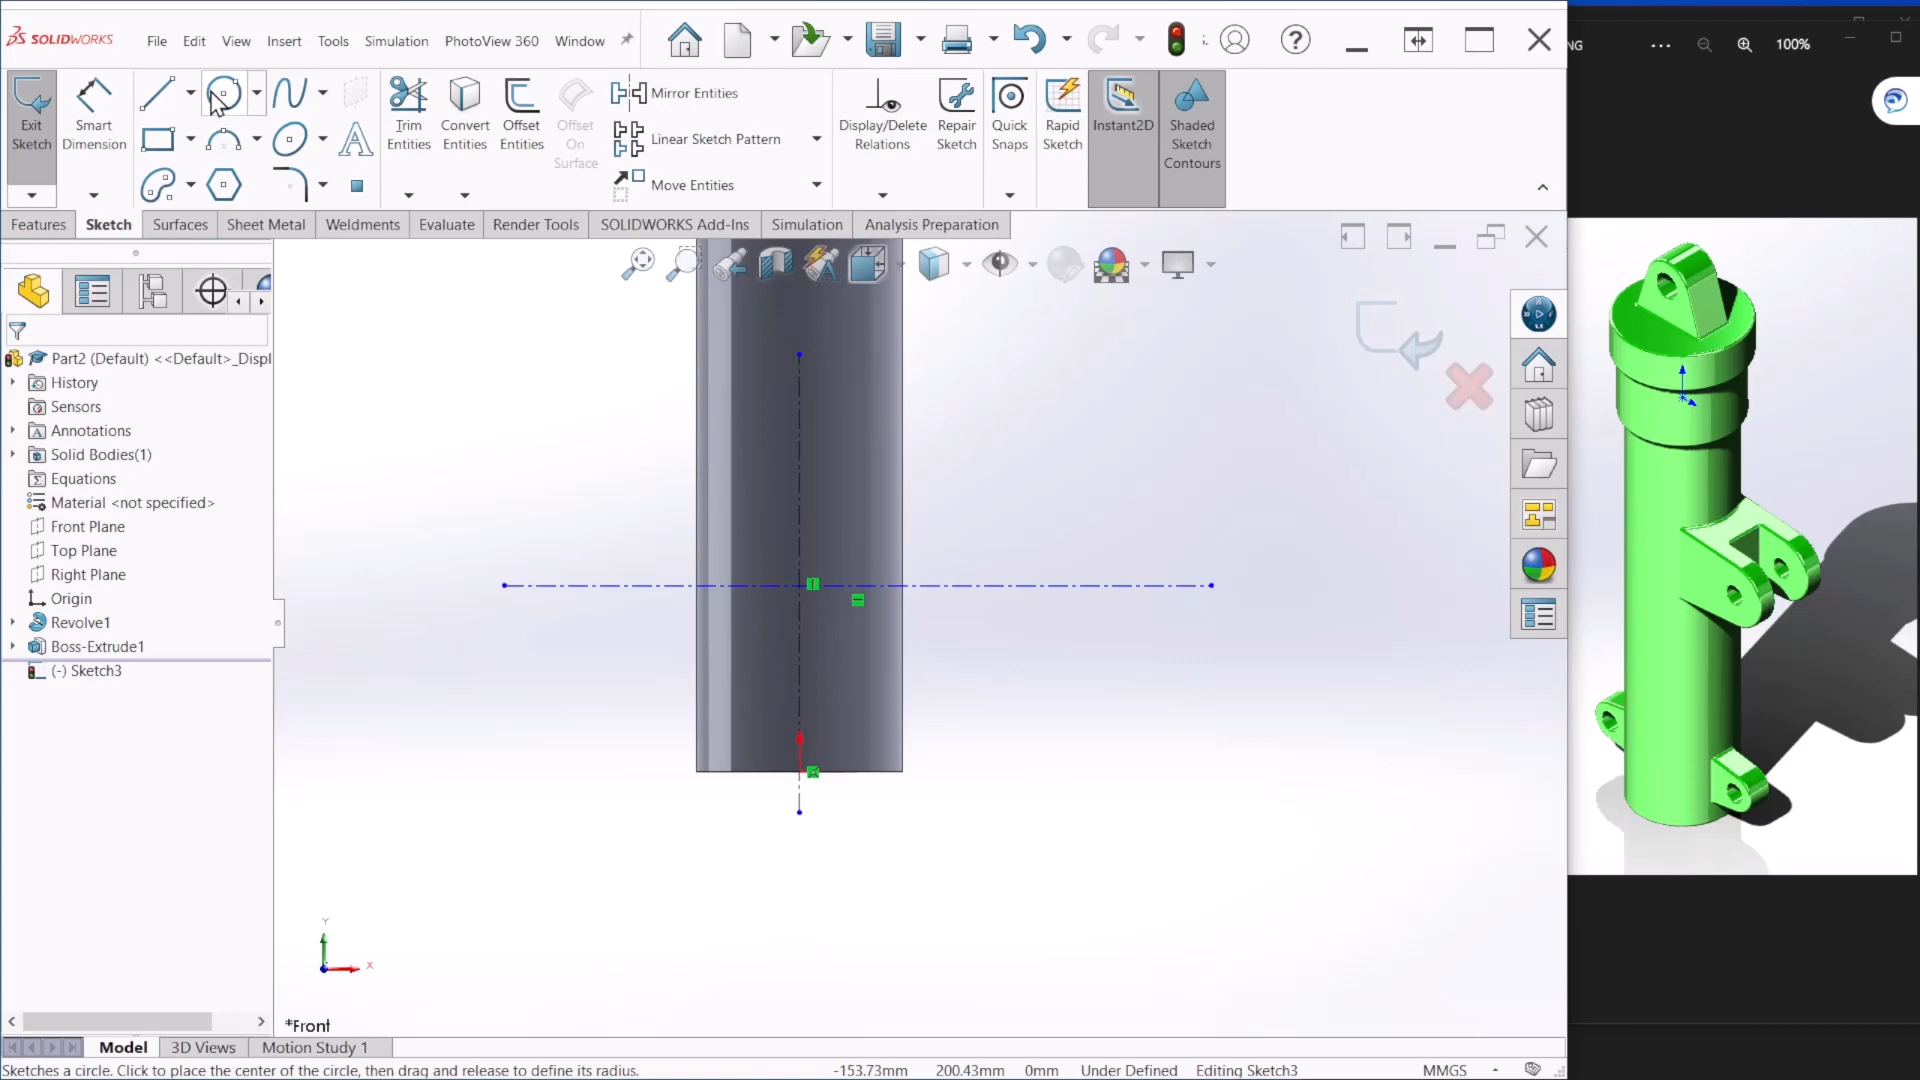 SOLIDWORKS
File Edit View Insert Tools Simulation PhotoView 360 Window
NG
100%
Exit Sketch
Smart Dimension
Trim Entities
Convert Entities
Offset Entities
Offset On Surface
Mirror Entities
Linear Sketch Pattern
Move Entities
Display/Delete Relations
Repair Sketch
Quick Snaps
Rapid Sketch
Instant2D
Shaded Sketch Contours
Features Sketch Surfaces Sheet Metal Weldments Evaluate Render Tools SOLIDWORKS Add-Ins Simulation Analysis Preparation
Part2 (Default) <<Default>_Displ
History
Sensors
Annotations
Solid Bodies(1)
Equations
Material <not specified>
Front Plane
Top Plane
Right Plane
Origin
Revolve1
Boss-Extrude1
(-) Sketch3
Y
X
*Front
Model 3D Views Motion Study 1
Sketches a circle. Click to place the center of the circle, then drag and release to define its radius. -153.73mm 200.43mm 0mm Under Defined Editing Sketch3 MMGS